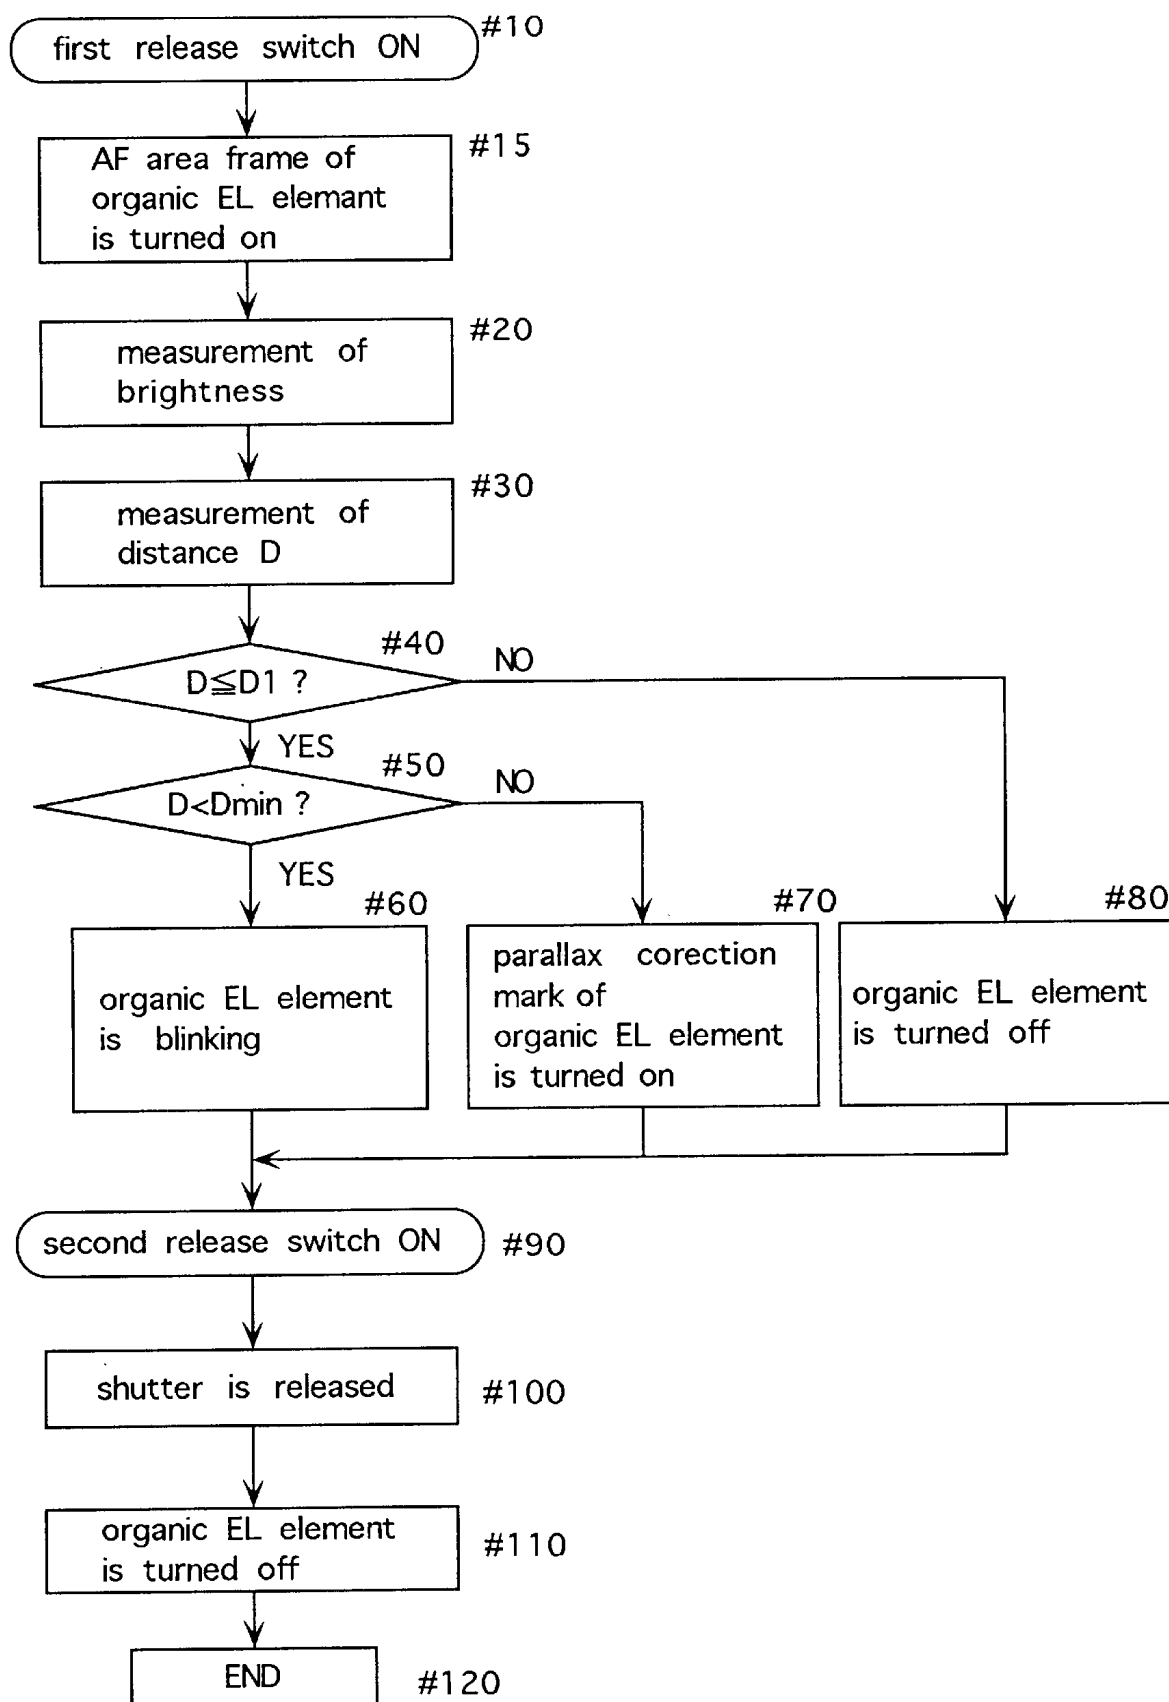 first release switch ON
#10
#15
AF area frame of
organic EL elemant
is turned on
#20
measurement of
brightness
#30
measurement of
distance D
#40
D≦D1 ?
NO
YES
#50
D<Dmin ?
NO
YES
#60
organic EL element
is blinking
#70
parallax corection
mark of
organic EL element
is turned on
#80
organic EL element
is turned off
second release switch ON
#90
shutter is released
#100
organic EL element
is turned off
#110
END
#120